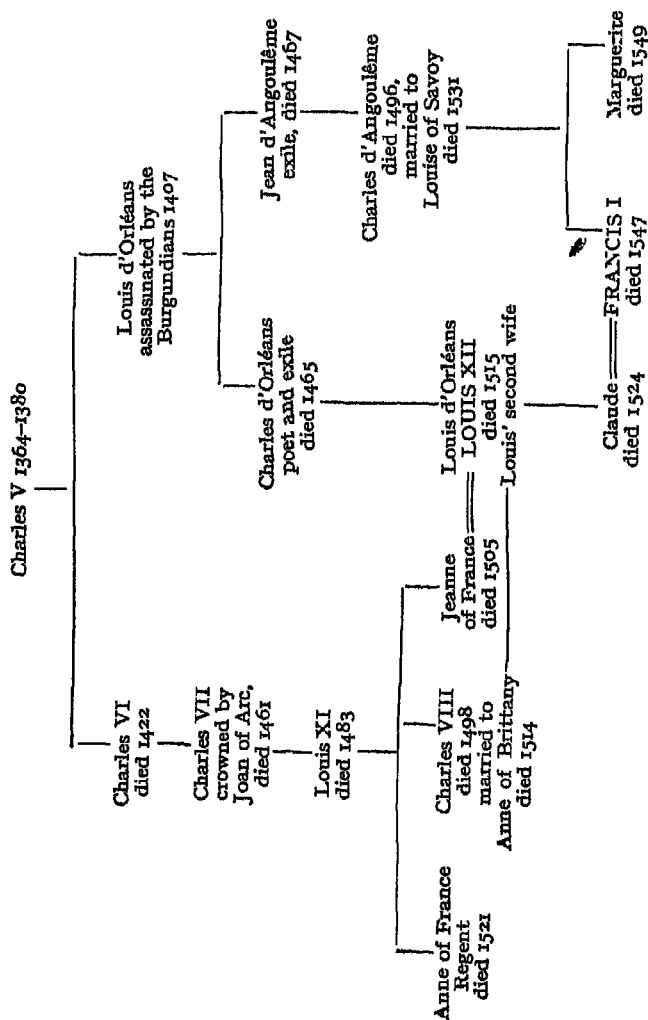 Charles V 1364–1380
Charles VI
died 1422
Charles VII
crowned by
Joan of Arc,
died 1461
Louis XI
died 1483
Anne of France
Regent
died 1521
Charles VIII
died 1498
married to
Anne of Brittany
died 1514
Jeanne
of France
died 1505
Louis d'Orléans
assassinated by the
Burgundians 1407
Charles d'Orléans
poet and exile
died 1465
Louis d'Orléans
LOUIS XII
died 1515
Louis' second wife
Jean d'Angoulême
exile, died 1467
Charles d'Angoulême
died 1496,
married to
Louise of Savoy
died 1531
Claude
died 1524
FRANCIS I
died 1547
Marguerite
died 1549